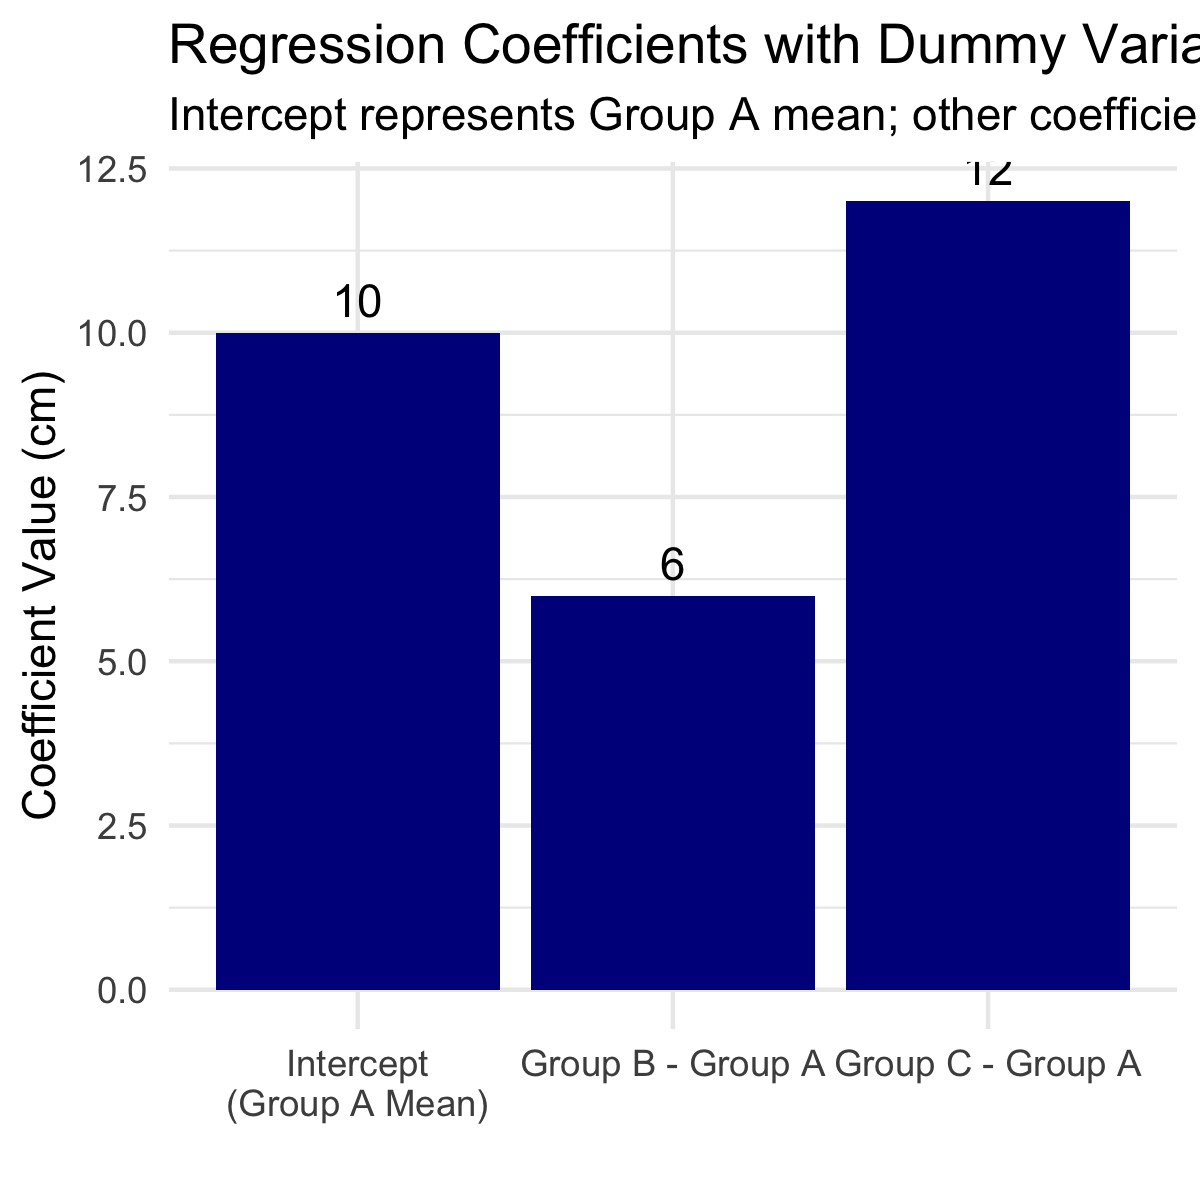 Regression Coefficients with Dummy Varia
Intercept represents Group A mean; other coefficie
12.5
10.0
7.5
5.0
2.5
0.0
Coefficient Value (cm)
10
6
12
Intercept
(Group A Mean)
Group B - Group A
Group C - Group A